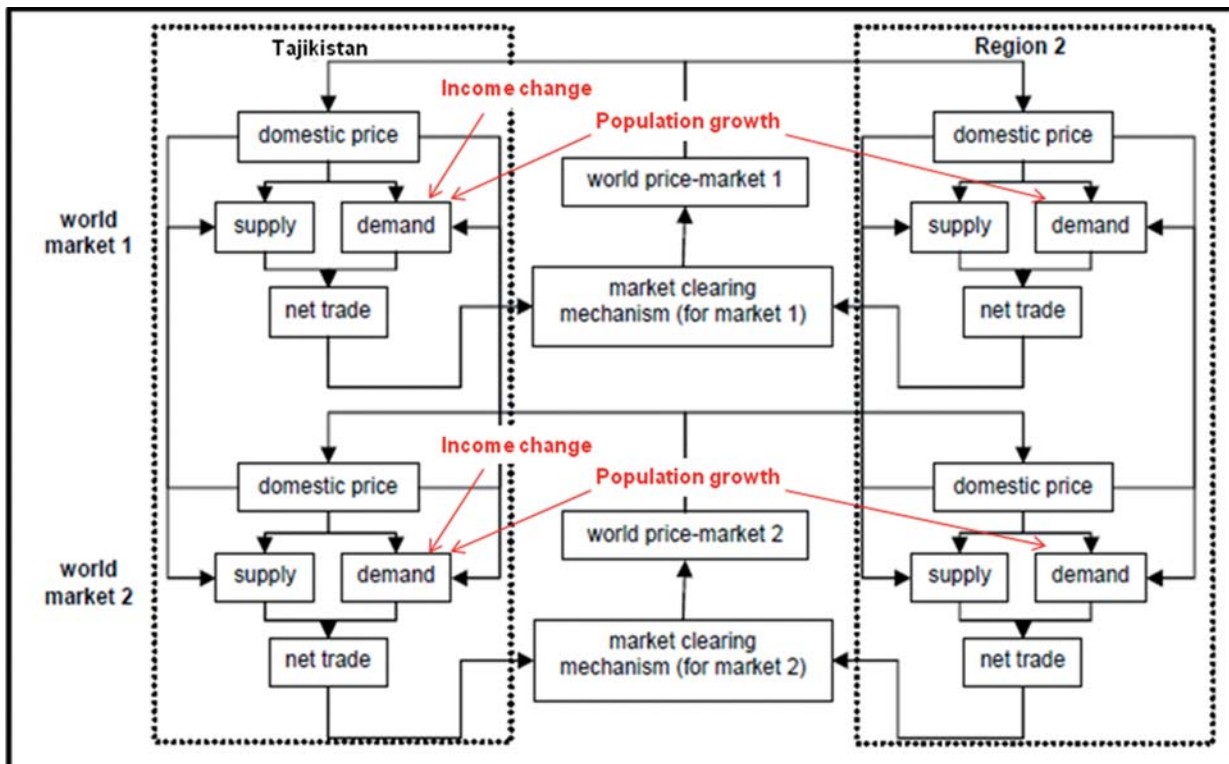 Tajikistan
Region 2
Income change
Population growth
domestic price
world price-market 1
domestic price
world
market 1
supply
demand
supply
demand
market clearing
mechanism (for market 1)
net trade
net trade
Income change
Population growth
domestic price
world price-market 2
domestic price
world
market 2
supply
demand
supply
demand
market clearing
mechanism (for market 2)
net trade
net trade